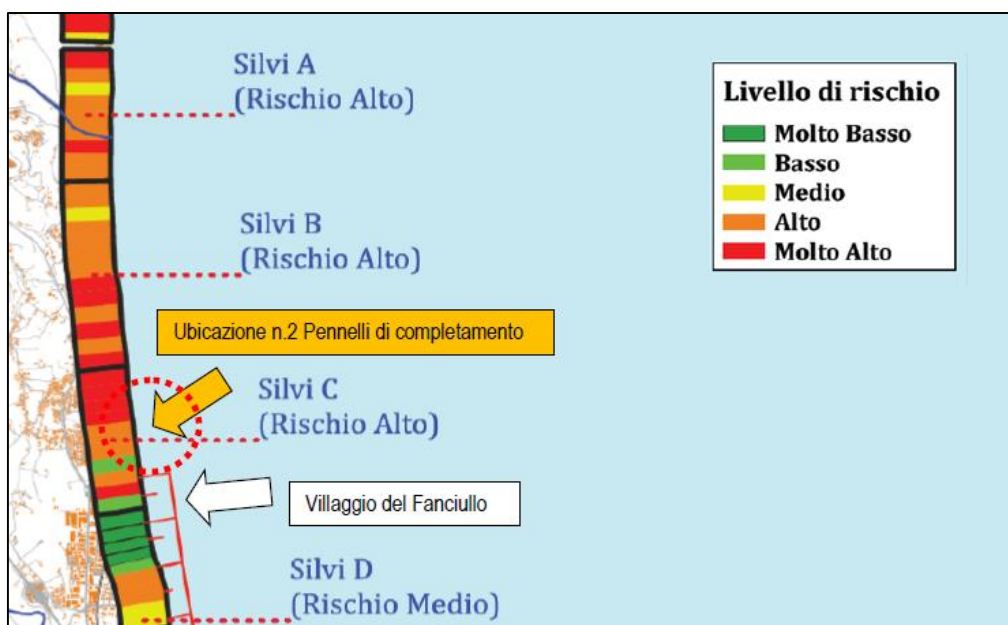 Silvi A
(Rischio Alto)
Livello di rischio
Molto Basso
Basso
Medio
Alto
Molto Alto
Silvi B
(Rischio Alto)
Ubicazione n.2 Pennelli di completamento
Silvi C
(Rischio Alto)
Villaggio del Fanciullo
Silvi D
(Rischio Medio)